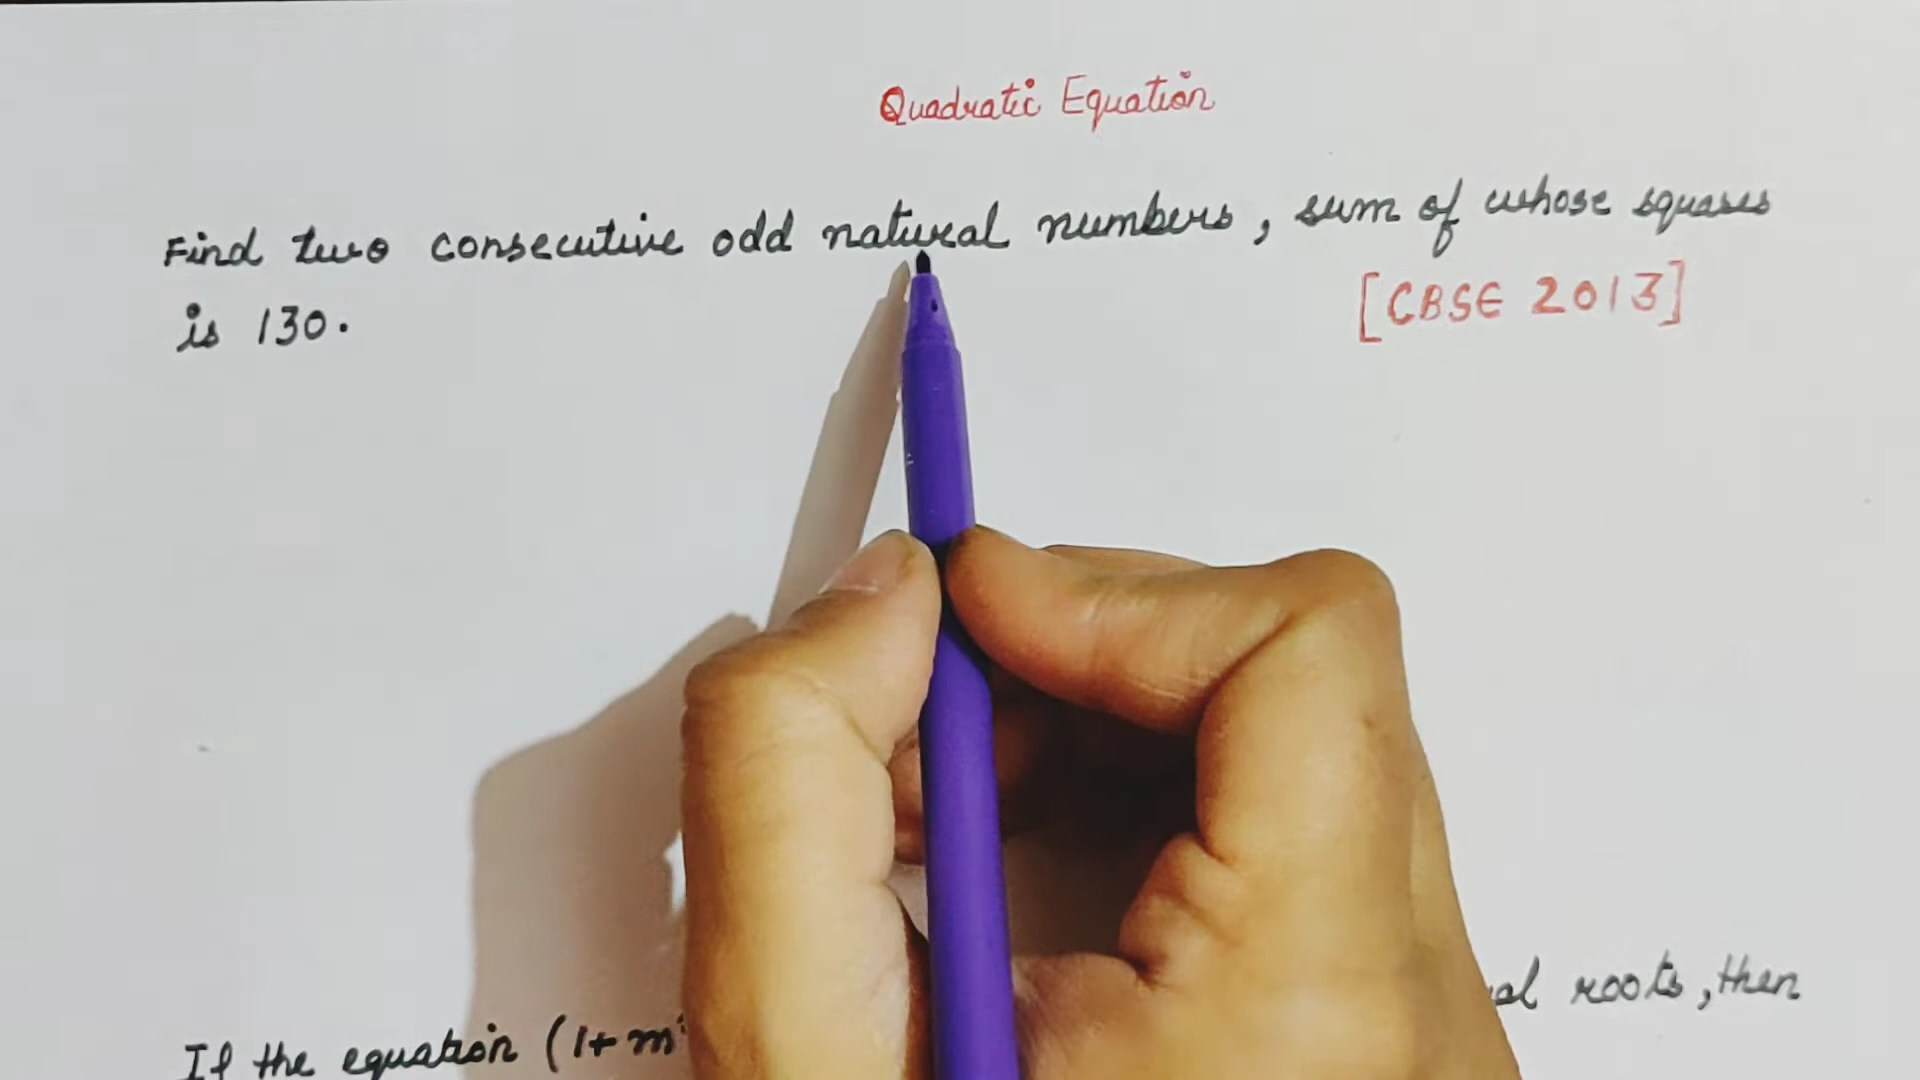 Quadratic Equation
Find two consecutive odd natural numbers, sum of whose squares
is 130.
[CBSE 2013]
If the equation (1+ m roots, then